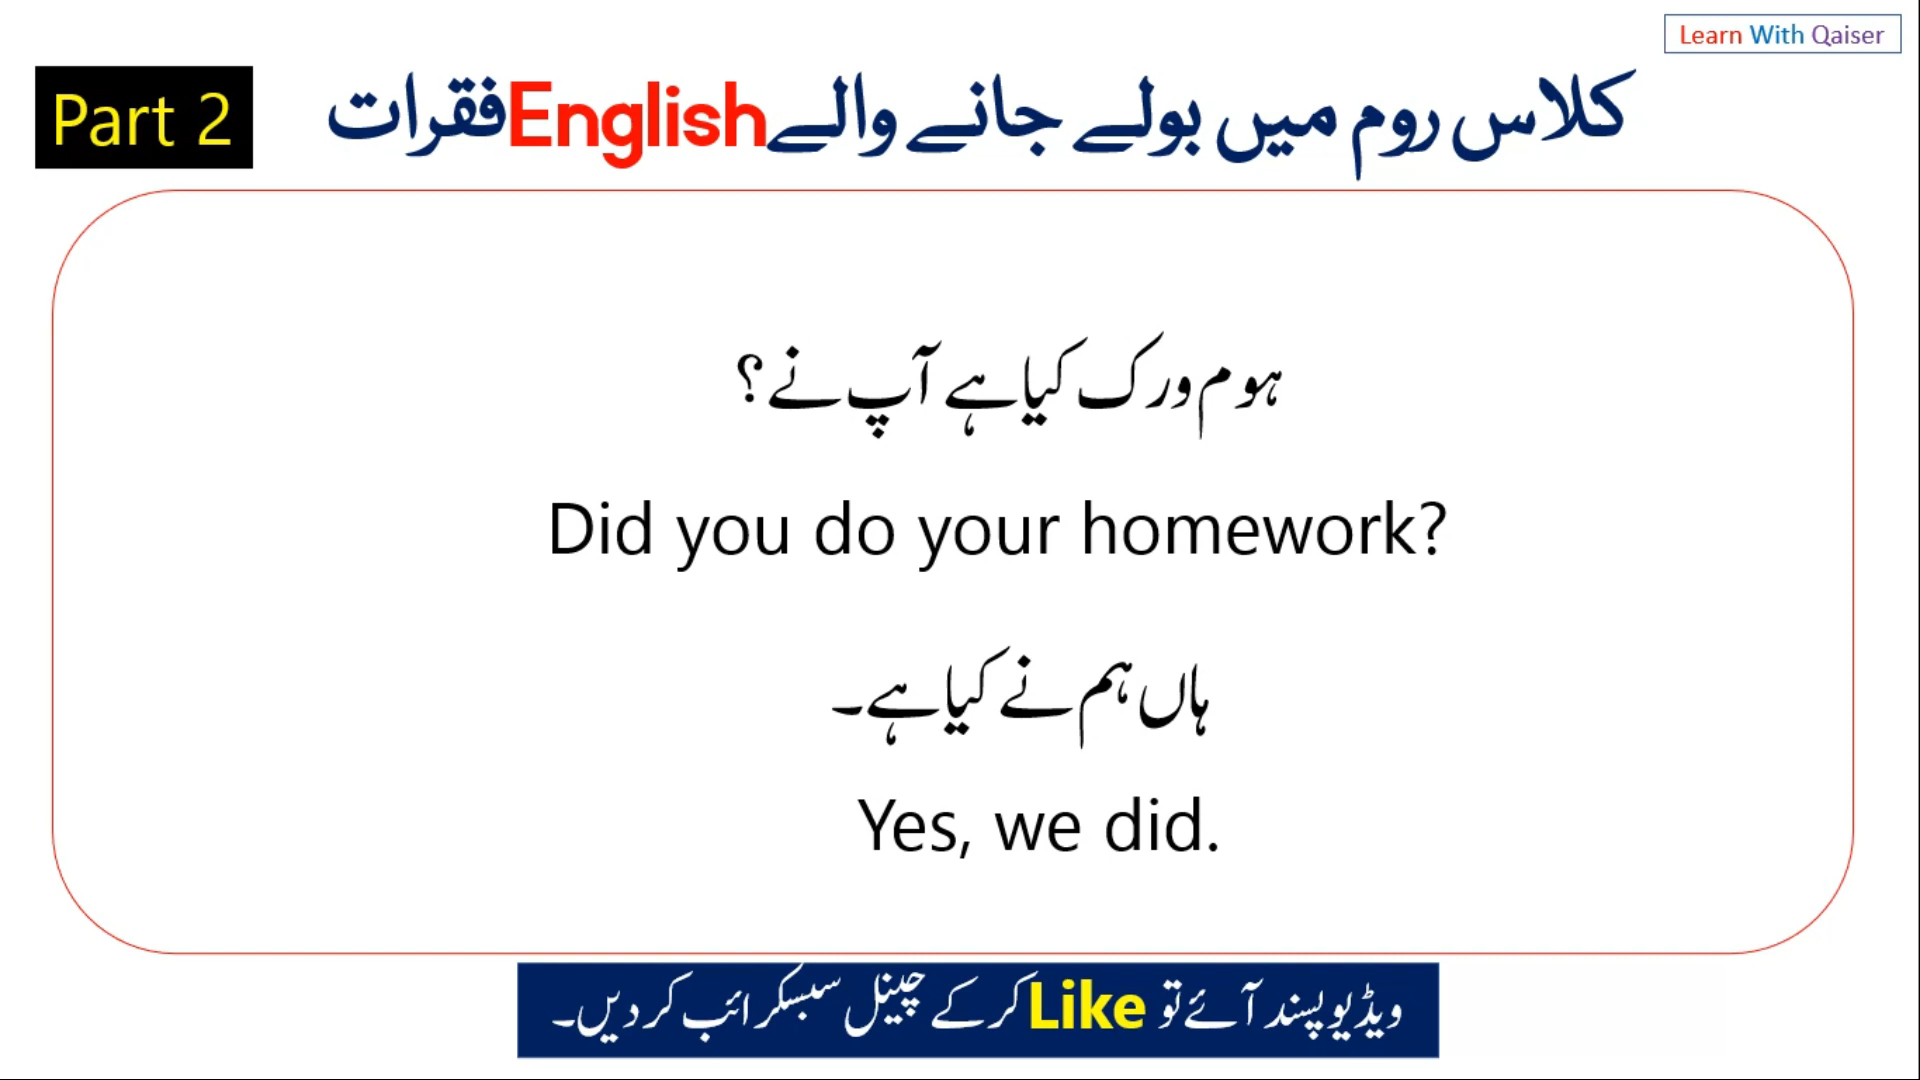 Learn With Qaiser
Part 2
کلاس روم میں بولے جانے والے English فقرات
ہوم ورک کیا ہے آپ نے؟
Did you do your homework?
ہاں ہم نے کیا ہے۔
Yes, we did.
ویڈیو پسند آئے تو Like کر کے چینل سبسکرائب کر دیں۔